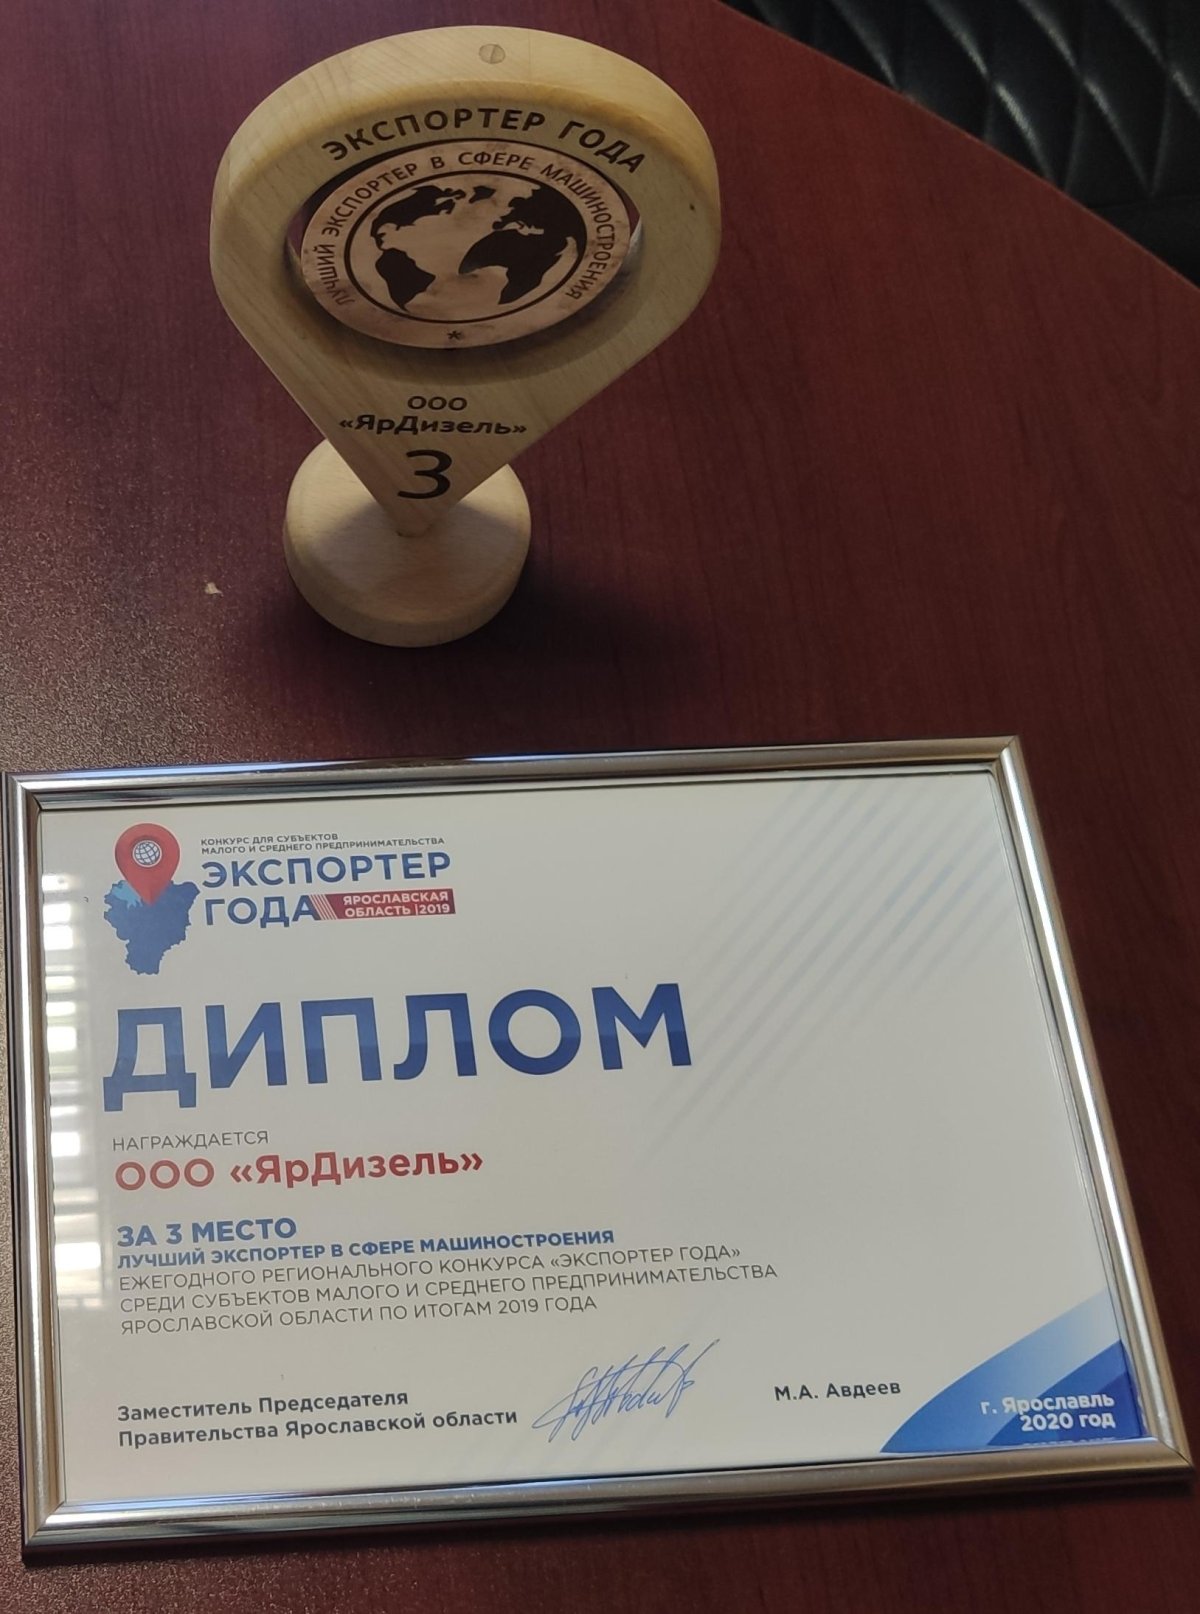 ЭКСПОРТЕР ГОДА
ЛУЧШИЙ ЭКСПОРТЕР В СФЕРЕ МАШИНОСТРОЕНИЯ
*
ООО
«ЯрДизель»
3
КОНКУРС ДЛЯ СУБЪЕКТОВ
МАЛОГО И СРЕДНЕГО ПРЕДПРИНИМАТЕЛЬСТВА
ЭКСПОРТЕР
ГОДА
ЯРОСЛАВСКАЯ
ОБЛАСТЬ |2019
ДИПЛОМ
НАГРАЖДАЕТСЯ
ООО «ЯрДизель»
ЗА 3 МЕСТО
ЛУЧШИЙ ЭКСПОРТЕР В СФЕРЕ МАШИНОСТРОЕНИЯ
ЕЖЕГОДНОГО РЕГИОНАЛЬНОГО КОНКУРСА «ЭКСПОРТЕР ГОДА»
СРЕДИ СУБЪЕКТОВ МАЛОГО И СРЕДНЕГО ПРЕДПРИНИМАТЕЛЬСТВА
ЯРОСЛАВСКОЙ ОБЛАСТИ ПО ИТОГАМ 2019 ГОДА
Заместитель Председателя
Правительства Ярославской области
М.А. Авдеев
г. Ярославль
2020 год